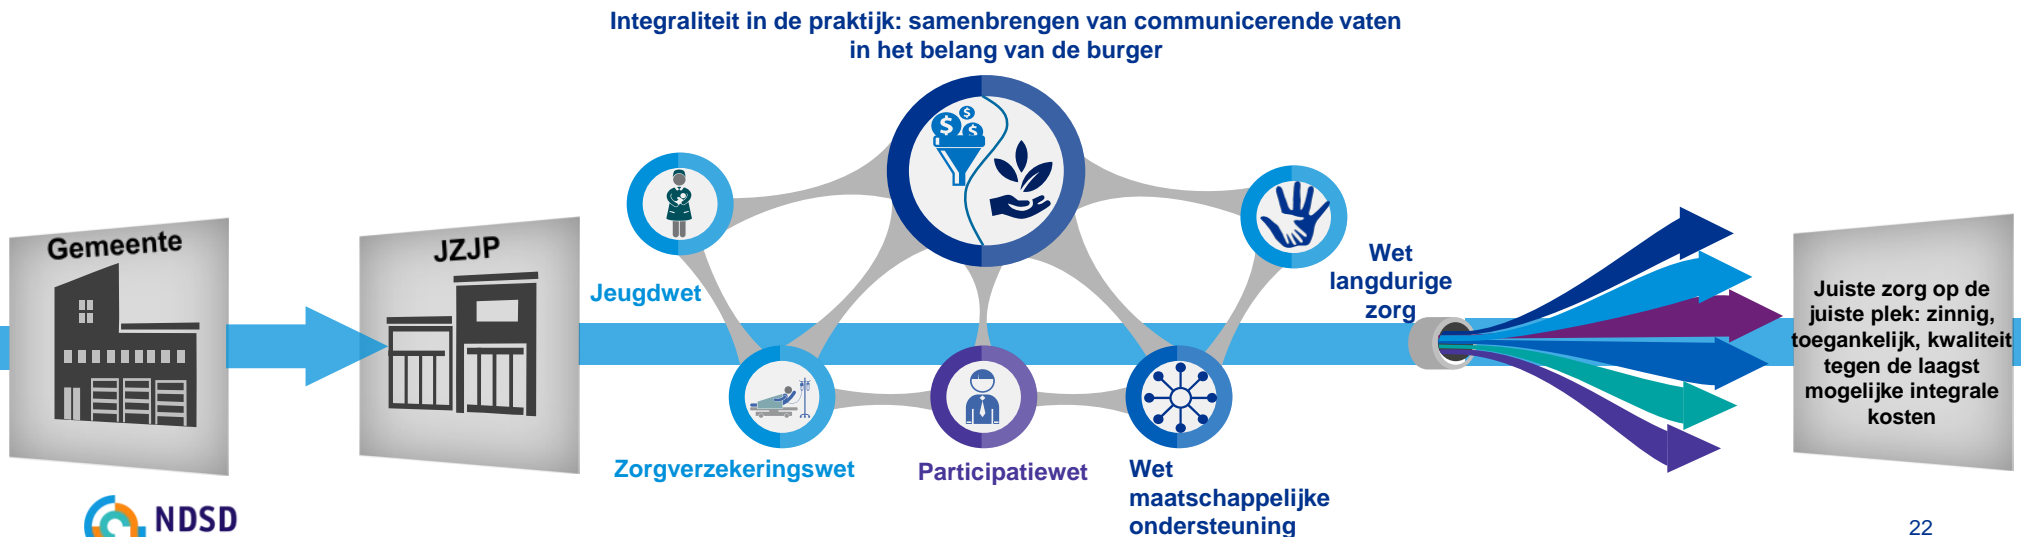 Integraliteit in de praktijk: samenbrengen van communicerende vaten
in het belang van de burger
Gemeente
JZJP
Jeugdwet
Wet
langdurige
zorg
Juiste zorg op de
juiste plek: zinnig,
toegankelijk, kwaliteit
tegen de laagst
mogelijke integrale
kosten
Zorgverzekeringswet
Participatiewet
Wet
maatschappelijke
ondersteuning
NDSD
22